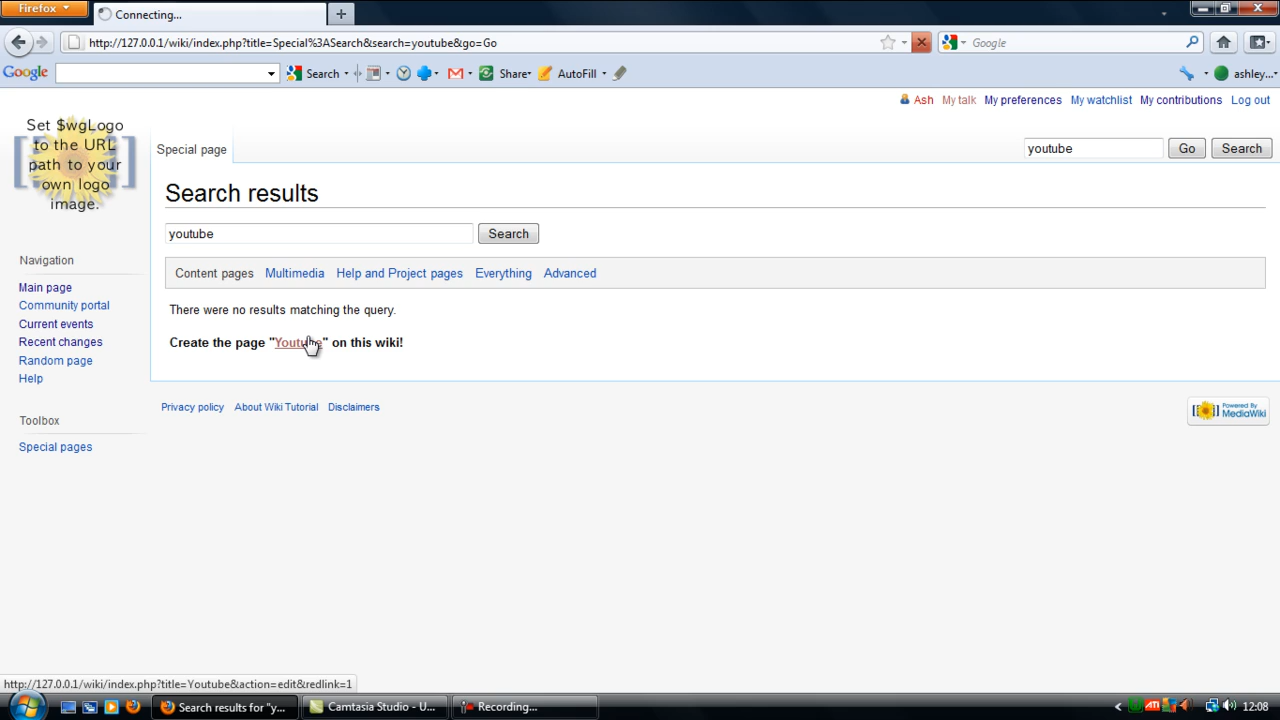 Firefox
Connecting...
http://127.0.0.1/wiki/index.php?title=Special%3ASearch&search=youtube&go=Go
Google
Google Search Share AutoFill ashley...
Ash My talk My preferences My watchlist My contributions Log out
Set $wgLogo
to the URL
path to your
own logo
image.
Special page
youtube Go Search
Search results
youtube Search
Content pages Multimedia Help and Project pages Everything Advanced
There were no results matching the query.
Create the page "Youtube" on this wiki!
Navigation
Main page
Community portal
Current events
Recent changes
Random page
Help
Toolbox
Special pages
Privacy policy About Wiki Tutorial Disclaimers
Powered By
MediaWiki
http://127.0.0.1/wiki/index.php?title=Youtube&action=edit&redlink=1
Search results for "y... Camtasia Studio - U... Recording... 12:08